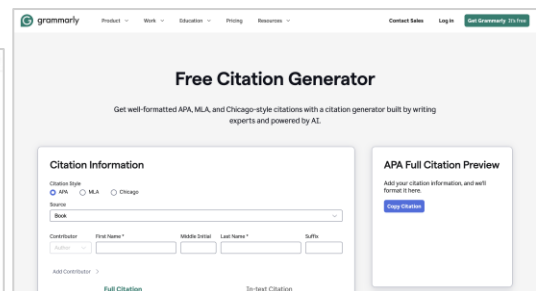 grammarly
Product Work Education Pricing Resources
Contact Sales Log in Get Grammarly It's free
Free Citation Generator
Get well-formatted APA, MLA, and Chicago-style citations with a citation generator built by writing
experts and powered by AI.
Citation Information
Citation Style
APA MLA Chicago
Source
Book
Contributor First Name * Middle Initial Last Name * Suffix
Author
Add Contributor >
Full Citation In-text Citation
APA Full Citation Preview
Add your citation information, and we'll
format it here.
Copy Citation